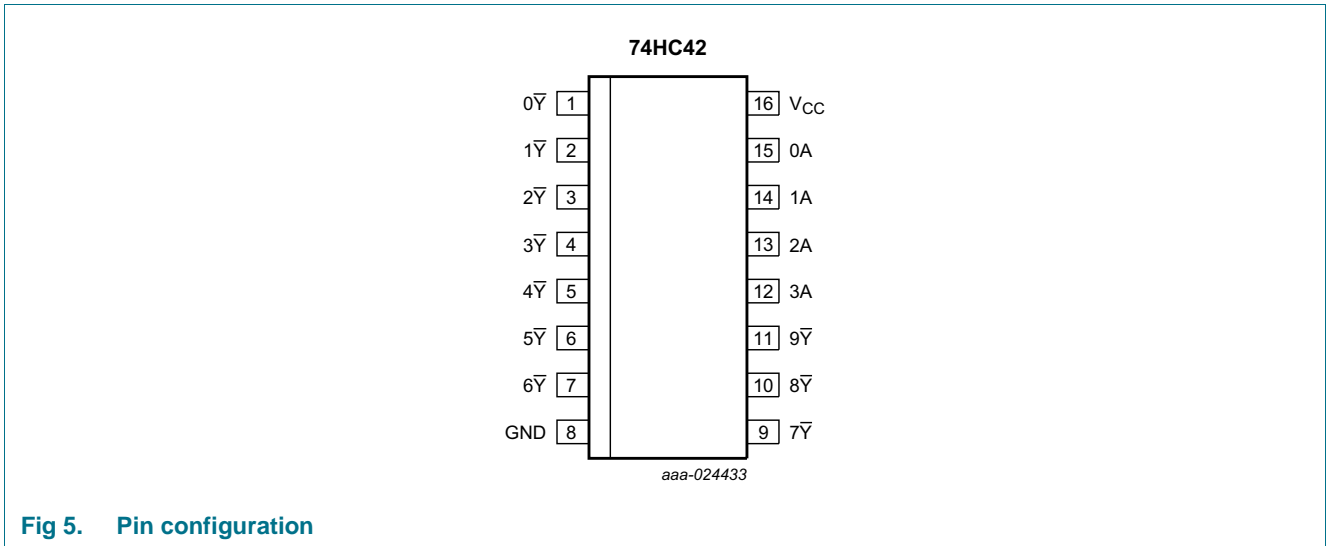 74HC42
0Y̅ 1 16 VCC
1Y̅ 2 15 0A
2Y̅ 3 14 1A
3Y̅ 4 13 2A
4Y̅ 5 12 3A
5Y̅ 6 11 9Y̅
6Y̅ 7 10 8Y̅
GND 8 9 7Y̅
aaa-024433
Fig 5. Pin configuration